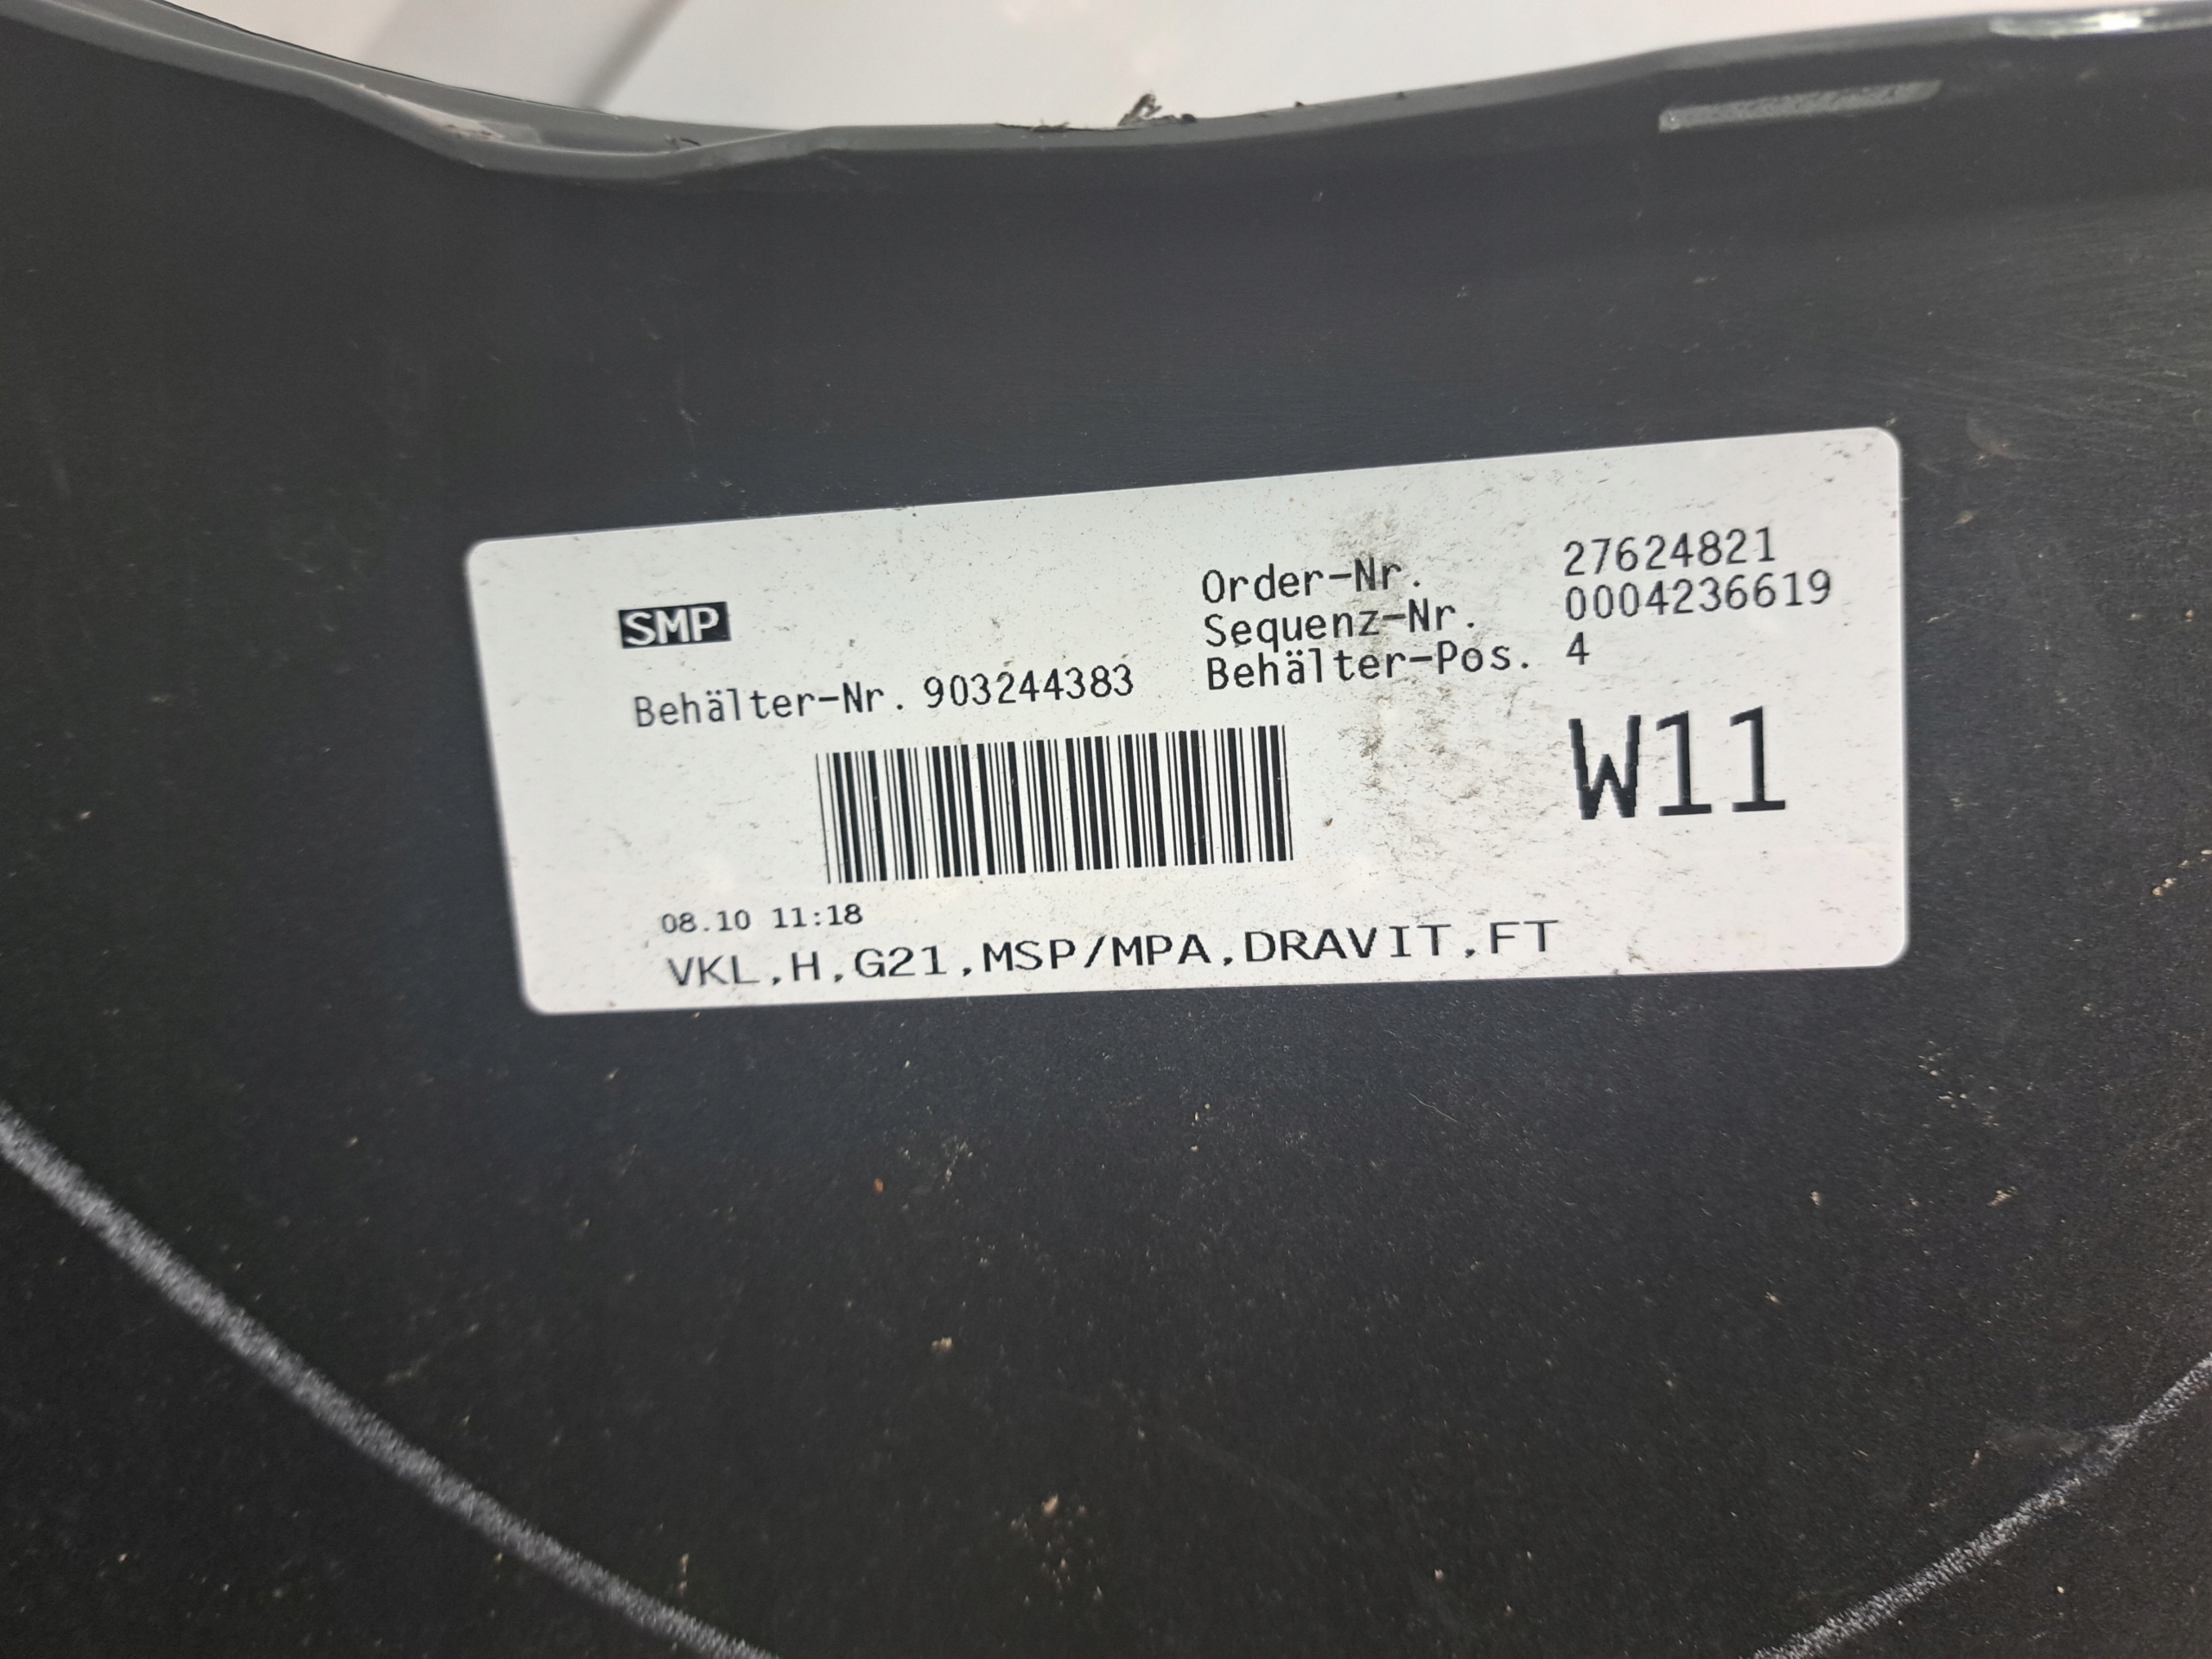 SMP
Order-Nr. 27624821
Sequenz-Nr. 0004236619
Behälter-Nr. 903244383 Behälter-Pos. 4
W11
08.10 11:18
VKL,H,G21,MSP/MPA,DRAVIT,FT